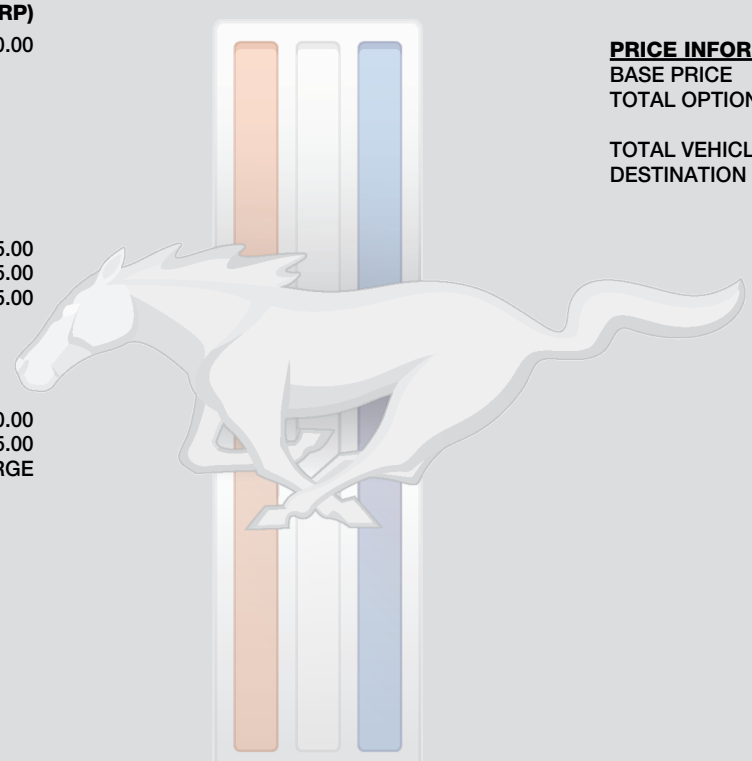 RP)
0.00
5.00
5.00
5.00
0.00
5.00
RGE
PRICE INFOR
BASE PRICE
TOTAL OPTION
TOTAL VEHICL
DESTINATION